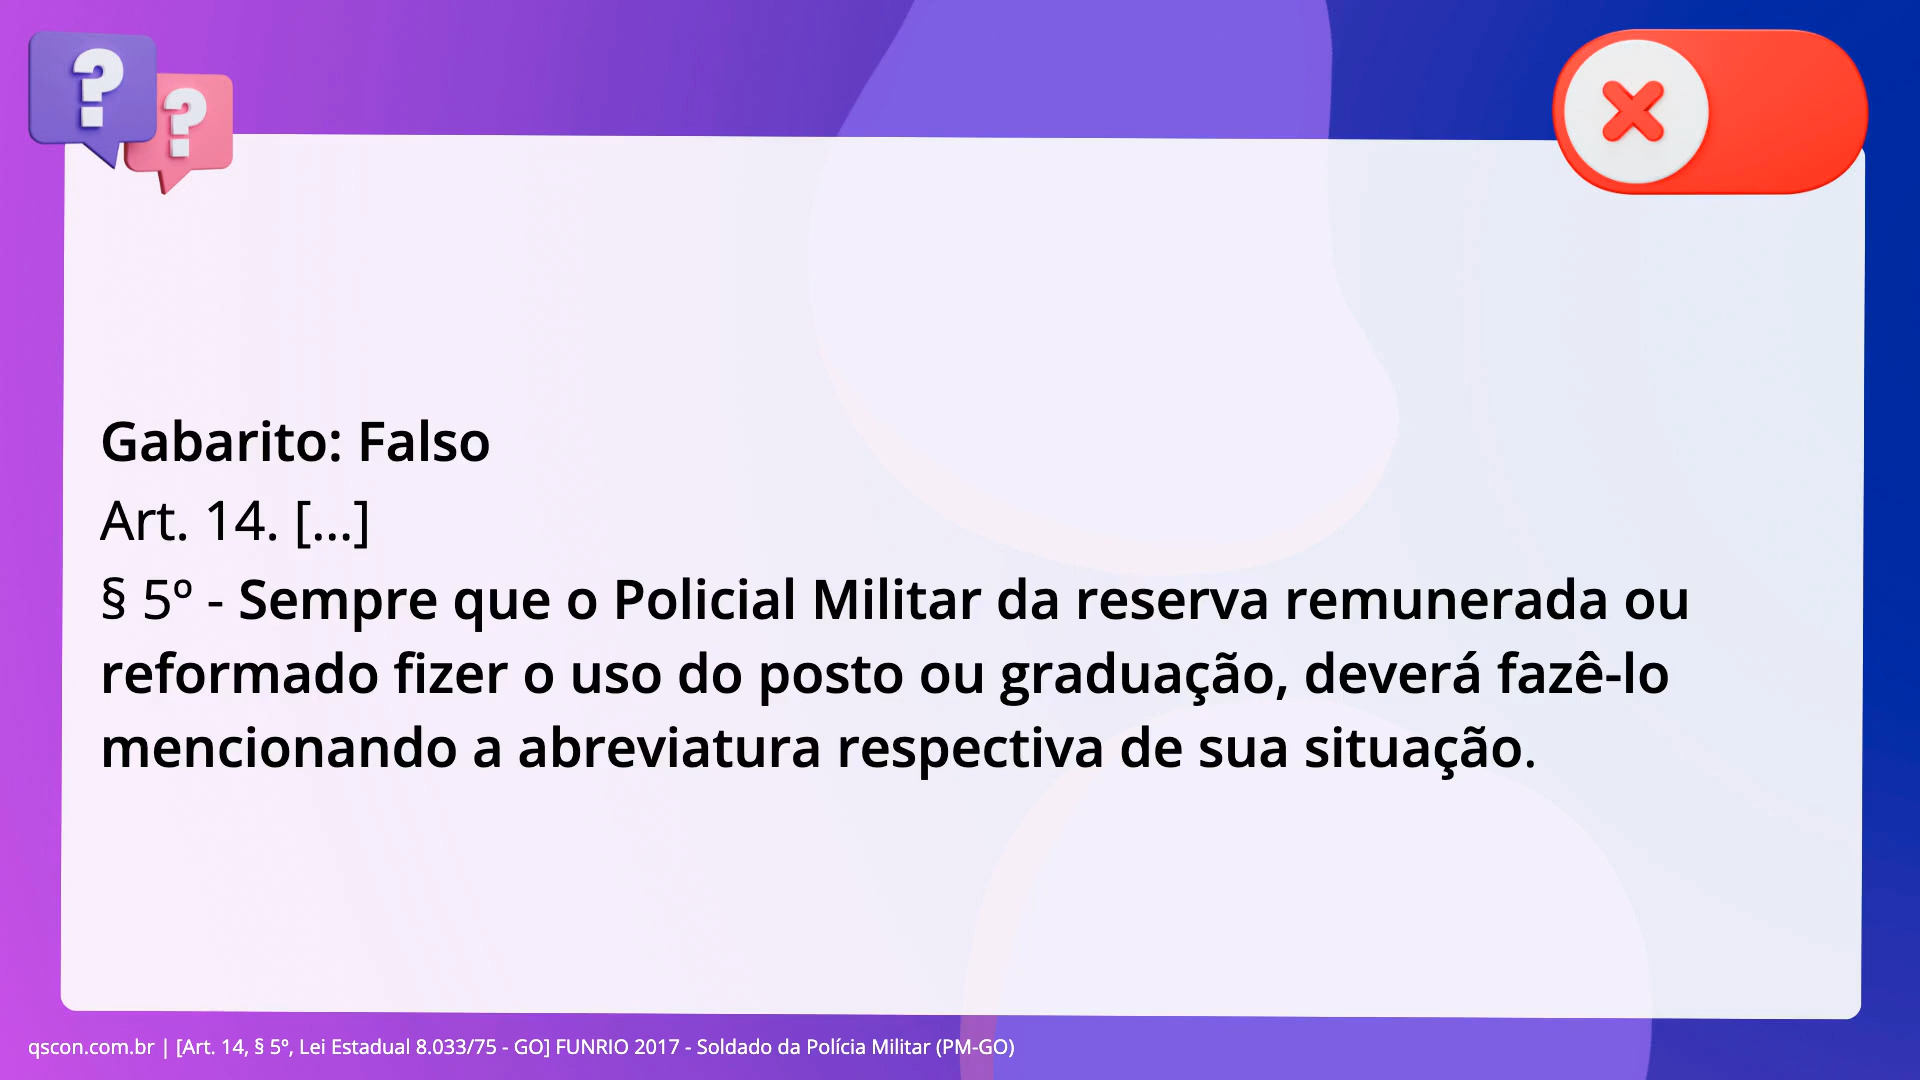 ? ?
Gabarito: Falso
Art. 14. [...]
§ 5º - Sempre que o Policial Militar da reserva remunerada ou
reformado fizer o uso do posto ou graduação, deverá fazê-lo
mencionando a abreviatura respectiva de sua situação.
qscon.com.br | [Art. 14, § 5º, Lei Estadual 8.033/75 - GO] FUNRIO 2017 - Soldado da Polícia Militar (PM-GO)